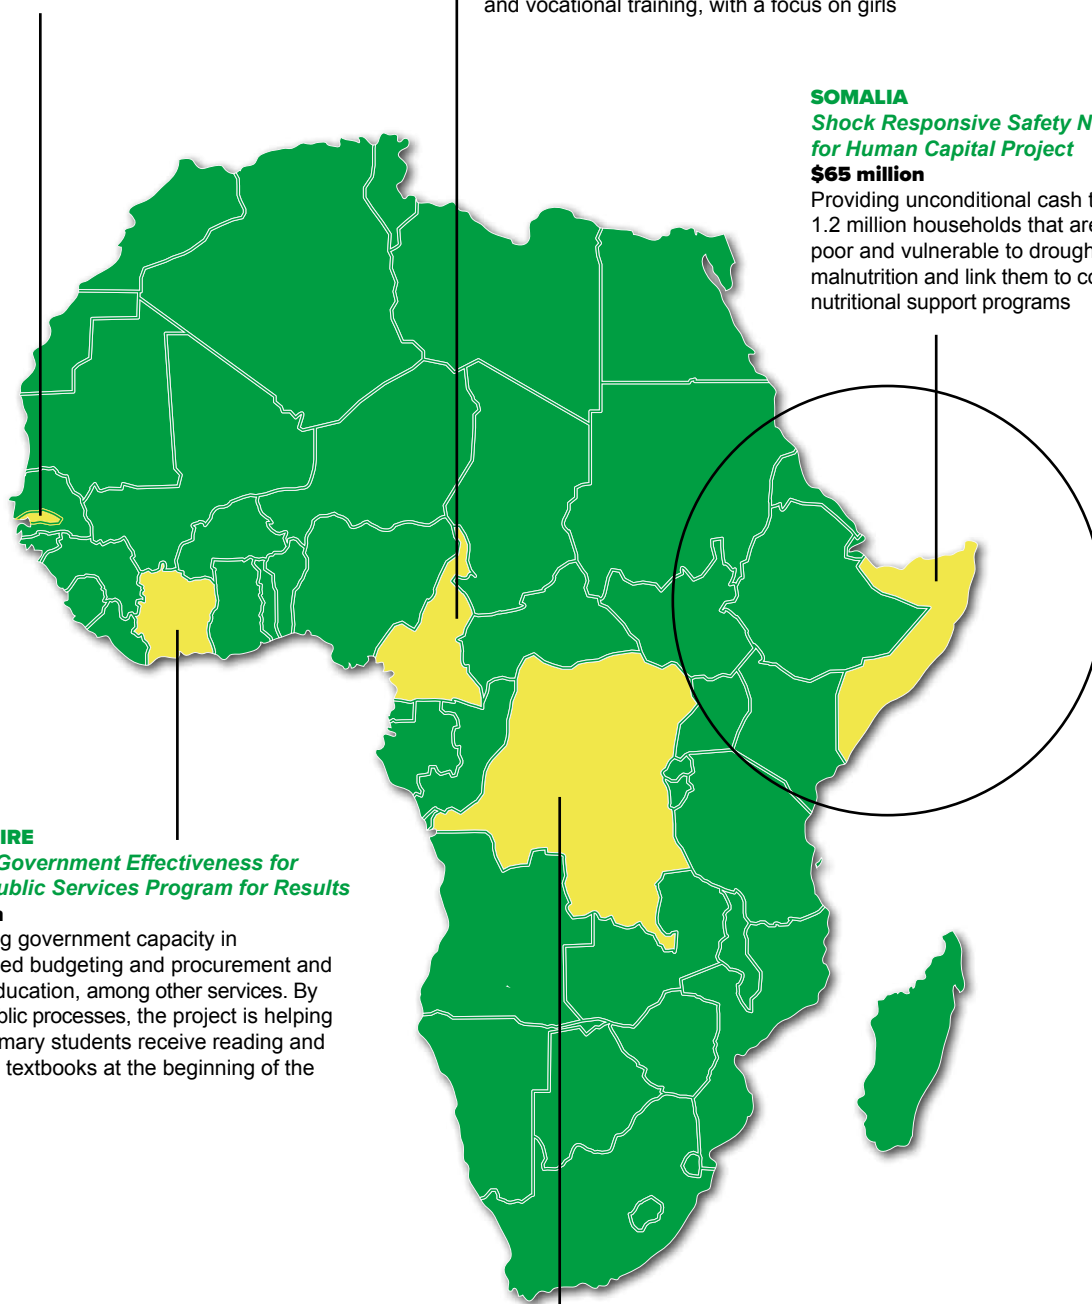 and vocational training, with a focus on girls
SOMALIA
Shock Responsive Safety N
for Human Capital Project
$65 million
Providing unconditional cash t
1.2 million households that are
poor and vulnerable to drough
malnutrition and link them to co
nutritional support programs
IRE
Government Effectiveness for
ublic Services Program for Results
n
g government capacity in
ed budgeting and procurement and
ducation, among other services. By
blic processes, the project is helping
mary students receive reading and
textbooks at the beginning of the